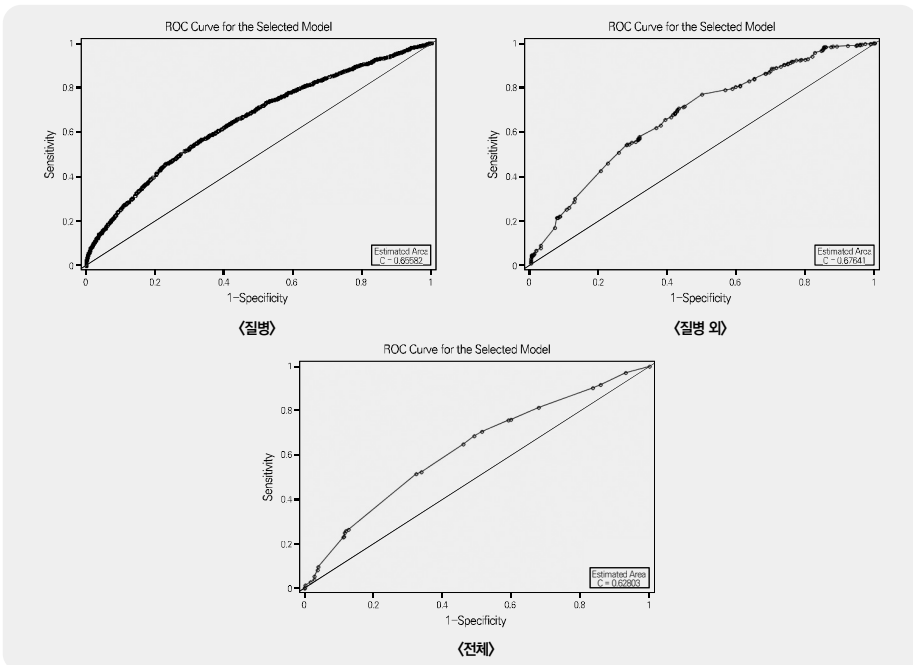 ROC Curve for the Selected Model
Sensitivity
1
0.8
0.6
0.4
0.2
0
0
0.2
0.4
0.6
0.8
1
1-Specificity
Estimated Area
C = 0.65582
〈질병〉
ROC Curve for the Selected Model
Sensitivity
1
0.8
0.6
0.4
0.2
0
0
0.2
0.4
0.6
0.8
1
1-Specificity
Estimated Area
C = 0.67641
〈질병 외〉
ROC Curve for the Selected Model
Sensitivity
1
0.8
0.6
0.4
0.2
0
0
0.2
0.4
0.6
0.8
1
1-Specificity
Estimated Area
C = 0.62803
〈전체〉